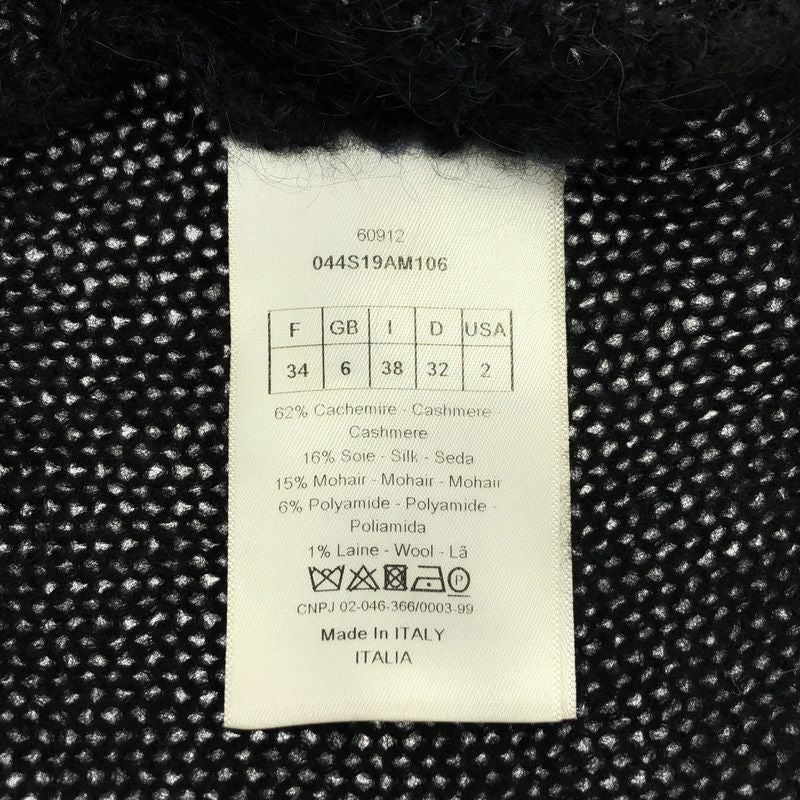 60912
044S19AM106
F GB I D USA
34 6 38 32 2
62% Cachemire - Cashmere -
Cashmere
16% Soie - Silk - Seda
15% Mohair - Mohair - Mohair
6% Polyamide - Polyamide -
Poliamida
1% Laine - Wool - Lã
P
CNPJ 02-046-366/0003-99
Made In ITALY
ITALIA